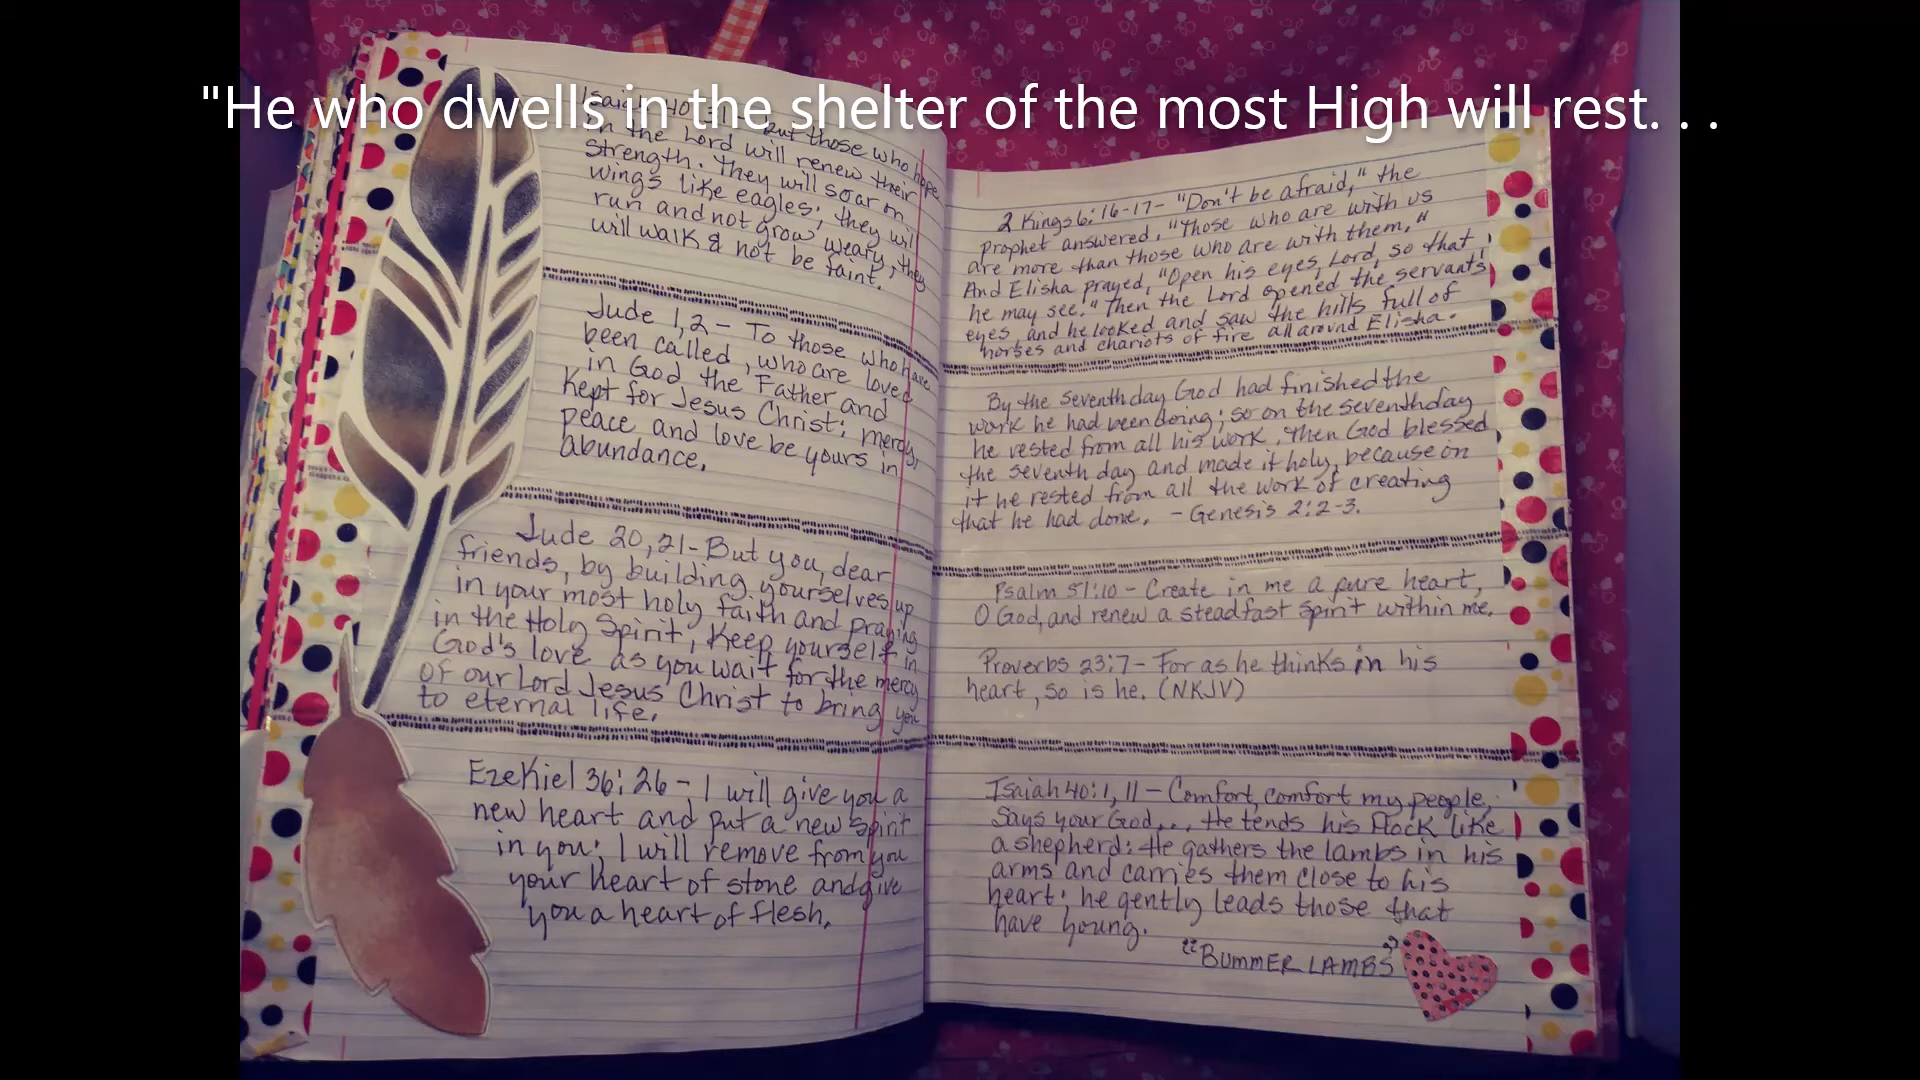 "He who dwells in the shelter of the most High will rest. . .
Isaiah 40:31 - but those who hope
in the Lord will renew their
strength. They will soar on
wings like eagles; they will
run and not grow weary, they
will walk & not be faint.
Jude 1,2 - To those who have
been called, who are loved
in God the Father and
Kept for Jesus Christ: mercy,
peace and love be yours in
abundance.
Jude 20,21 - But you, dear
friends, by building yourselves up
in your most holy faith and praying
in the Holy Spirit, Keep yourself in
God's love as you wait for the mercy
of our Lord Jesus Christ to bring you
to eternal life.
Ezekiel 36:26 - I will give you a
new heart and put a new spirit
in you; I will remove from you
your heart of stone and give
you a heart of flesh.
2 Kings 6:16-17 - "Don't be afraid," the
prophet answered, "Those who are with us
are more than those who are with them."
And Elisha prayed, "Open his eyes, Lord, so that
he may see." Then the Lord opened the servants'
eyes, and he looked and saw the hills full of
horses and chariots of fire all around Elisha.
By the seventh day God had finished the
work he had been doing; so on the seventh day
he rested from all his work. Then God blessed
the seventh day and made it holy, because on
it he rested from all the work of creating
that he had done. - Genesis 2:2-3.
Psalm 51:10 - Create in me a pure heart,
O God, and renew a steadfast spirit within me.
Proverbs 23:7 - For as he thinks in his
heart, so is he. (NKJV)
Isaiah 40:1, 11 - Comfort, comfort my people,
Says your God... He tends his flock like
a shepherd: He gathers the lambs in his
arms and carries them close to his
heart; he gently leads those that
have young.
"BUMMER LAMBS"